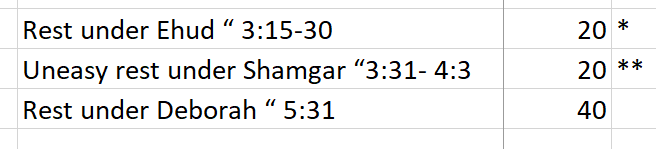 Rest under Ehud “ 3:15-30 20 *
Uneasy rest under Shamgar “3:31- 4:3 20 **
Rest under Deborah “ 5:31 40